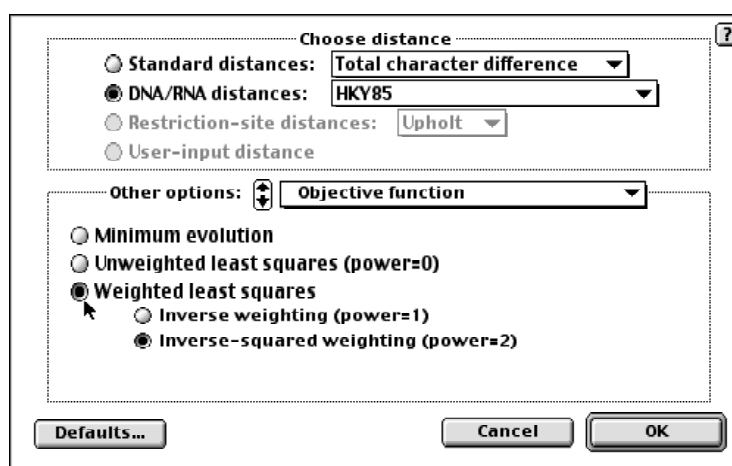 Choose distance
?
Standard distances: Total character difference
DNA/RNA distances: HKY85
Restriction-site distances: Upholt
User-input distance
Other options: Objective function
Minimum evolution
Unweighted least squares (power=0)
Weighted least squares
Inverse weighting (power=1)
Inverse-squared weighting (power=2)
Defaults... Cancel OK